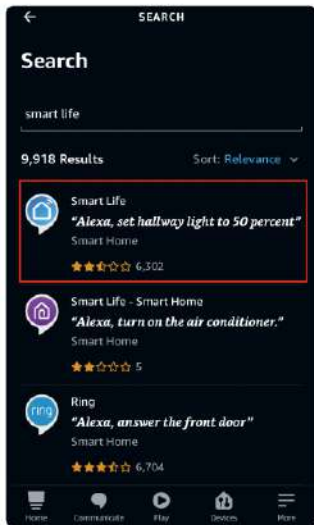 SEARCH
Search
smart life
9,918 Results Sort: Relevance
Smart Life
"Alexa, set hallway light to 50 percent"
Smart Home
6,302
Smart Life - Smart Home
"Alexa, turn on the air conditioner."
Smart Home
5
ring
Ring
"Alexa, answer the front door"
Smart Home
6,704
Home Communicate Play Devices More